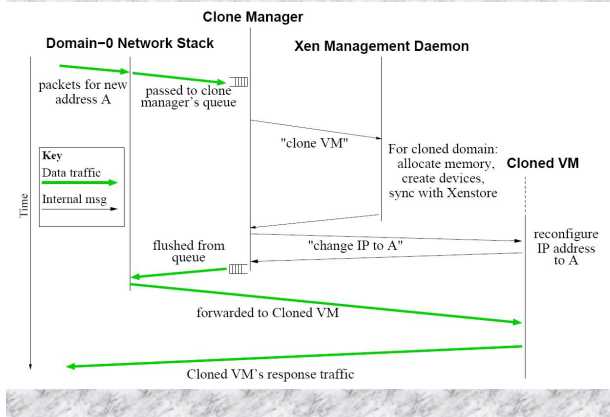 Clone Manager
Domain−0 Network Stack
Xen Management Daemon
packets for new
address A
passed to clone
manager's queue
"clone VM"
For cloned domain:
allocate memory,
create devices,
sync with Xenstore
Cloned VM
Key
Data traffic
Internal msg
Time
flushed from
queue
"change IP to A"
reconfigure
IP address
to A
forwarded to Cloned VM
Cloned VM's response traffic